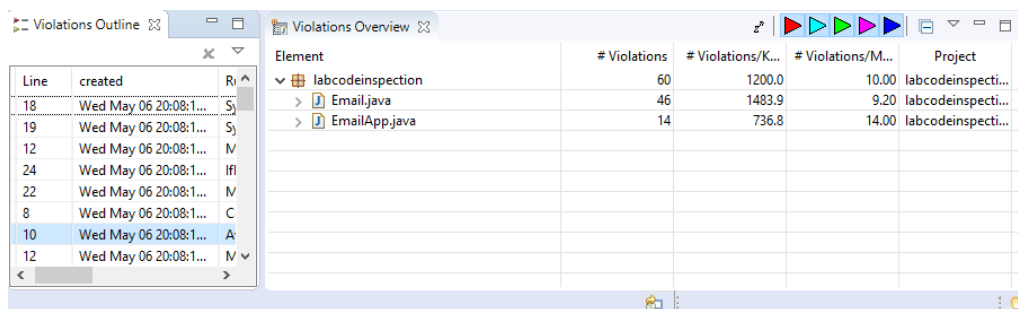 Violations Outline
Line created
18 Wed May 06 20:08:1...
19 Wed May 06 20:08:1...
12 Wed May 06 20:08:1... M
24 Wed May 06 20:08:1...
22 Wed May 06 20:08:1... M
8 Wed May 06 20:08:1... C
10 Wed May 06 20:08:1...
12 Wed May 06 20:08:1... M
Violations Overview
Element # Violations # Violations/K... # Violations/M... Project
labcodeinspection 60 1200.0 10.00 labcodeinspecti...
Email.java 46 1483.9 9.20 labcodeinspecti...
EmailApp.java 14 736.8 14.00 labcodeinspecti...